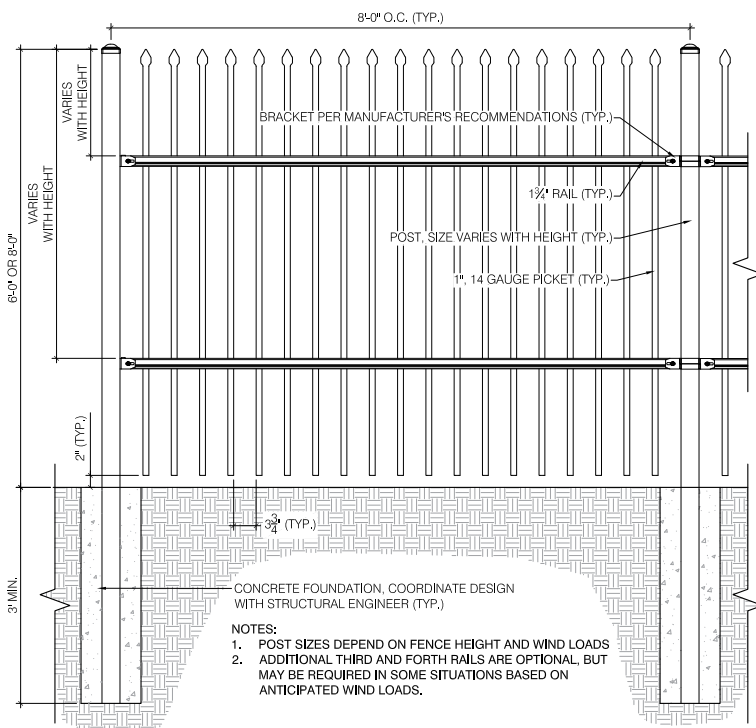 8'-0" O.C. (TYP.)
VARIES
WITH HEIGHT
BRACKET PER MANUFACTURER'S RECOMMENDATIONS (TYP.)
VARIES
WITH HEIGHT
1¾" RAIL (TYP.)
POST, SIZE VARIES WITH HEIGHT (TYP.)
6'-0" OR 8'-0"
1", 14 GAUGE PICKET (TYP.)
2" (TYP.)
3¾" (TYP.)
3' MIN.
CONCRETE FOUNDATION, COORDINATE DESIGN
WITH STRUCTURAL ENGINEER (TYP.)
NOTES:
1. POST SIZES DEPEND ON FENCE HEIGHT AND WIND LOADS
2. ADDITIONAL THIRD AND FORTH RAILS ARE OPTIONAL, BUT
MAY BE REQUIRED IN SOME SITUATIONS BASED ON
ANTICIPATED WIND LOADS.